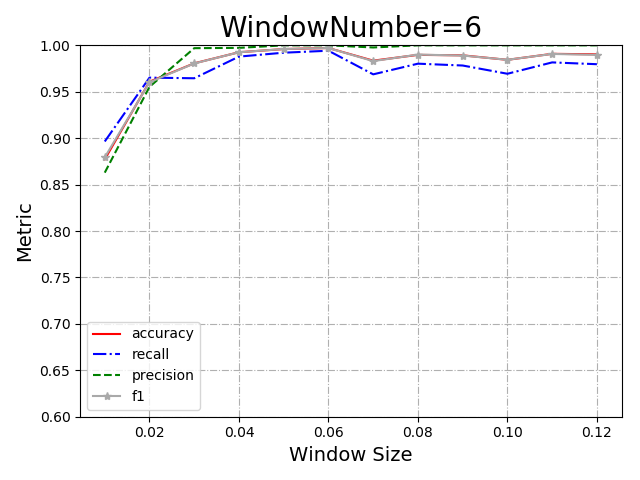 WindowNumber=6
Metric
1.00
0.95
0.90
0.85
0.80
0.75
0.70
0.65
0.60
accuracy
recall
precision
f1
0.02 0.04 0.06 0.08 0.10 0.12
Window Size